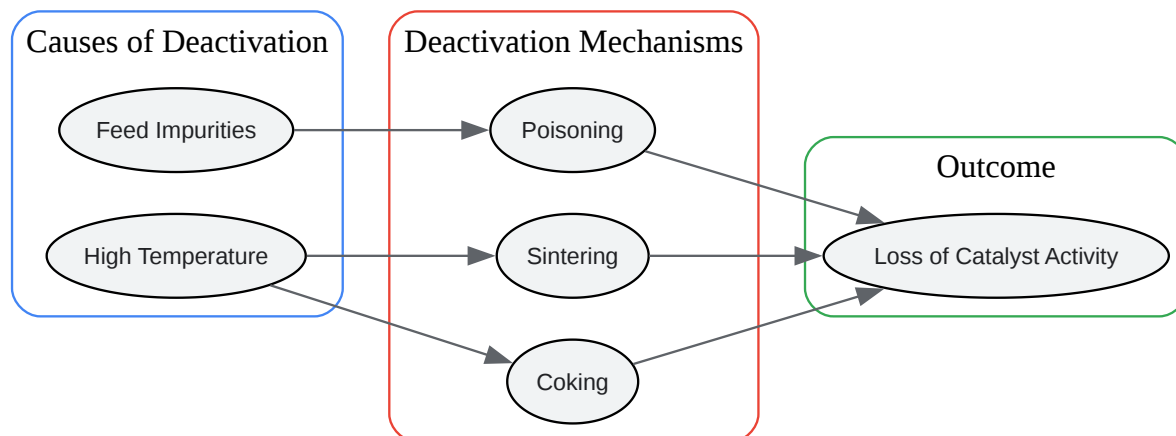 Causes of Deactivation
Feed Impurities
High Temperature
Deactivation Mechanisms
Poisoning
Sintering
Coking
Outcome
Loss of Catalyst Activity